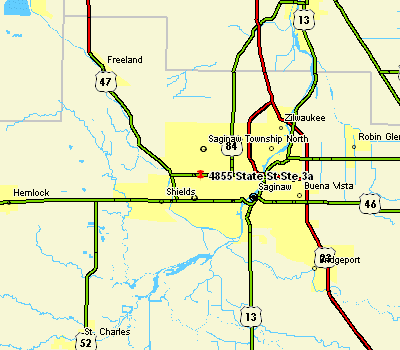 13
Freeland
47
Zilwaukee
Saginaw Township North
Robin Glen
84
4855 State St Ste 3a
Hemlock
Shields
Saginaw
Buena Vista
46
23
Bridgeport
13
St. Charles
52